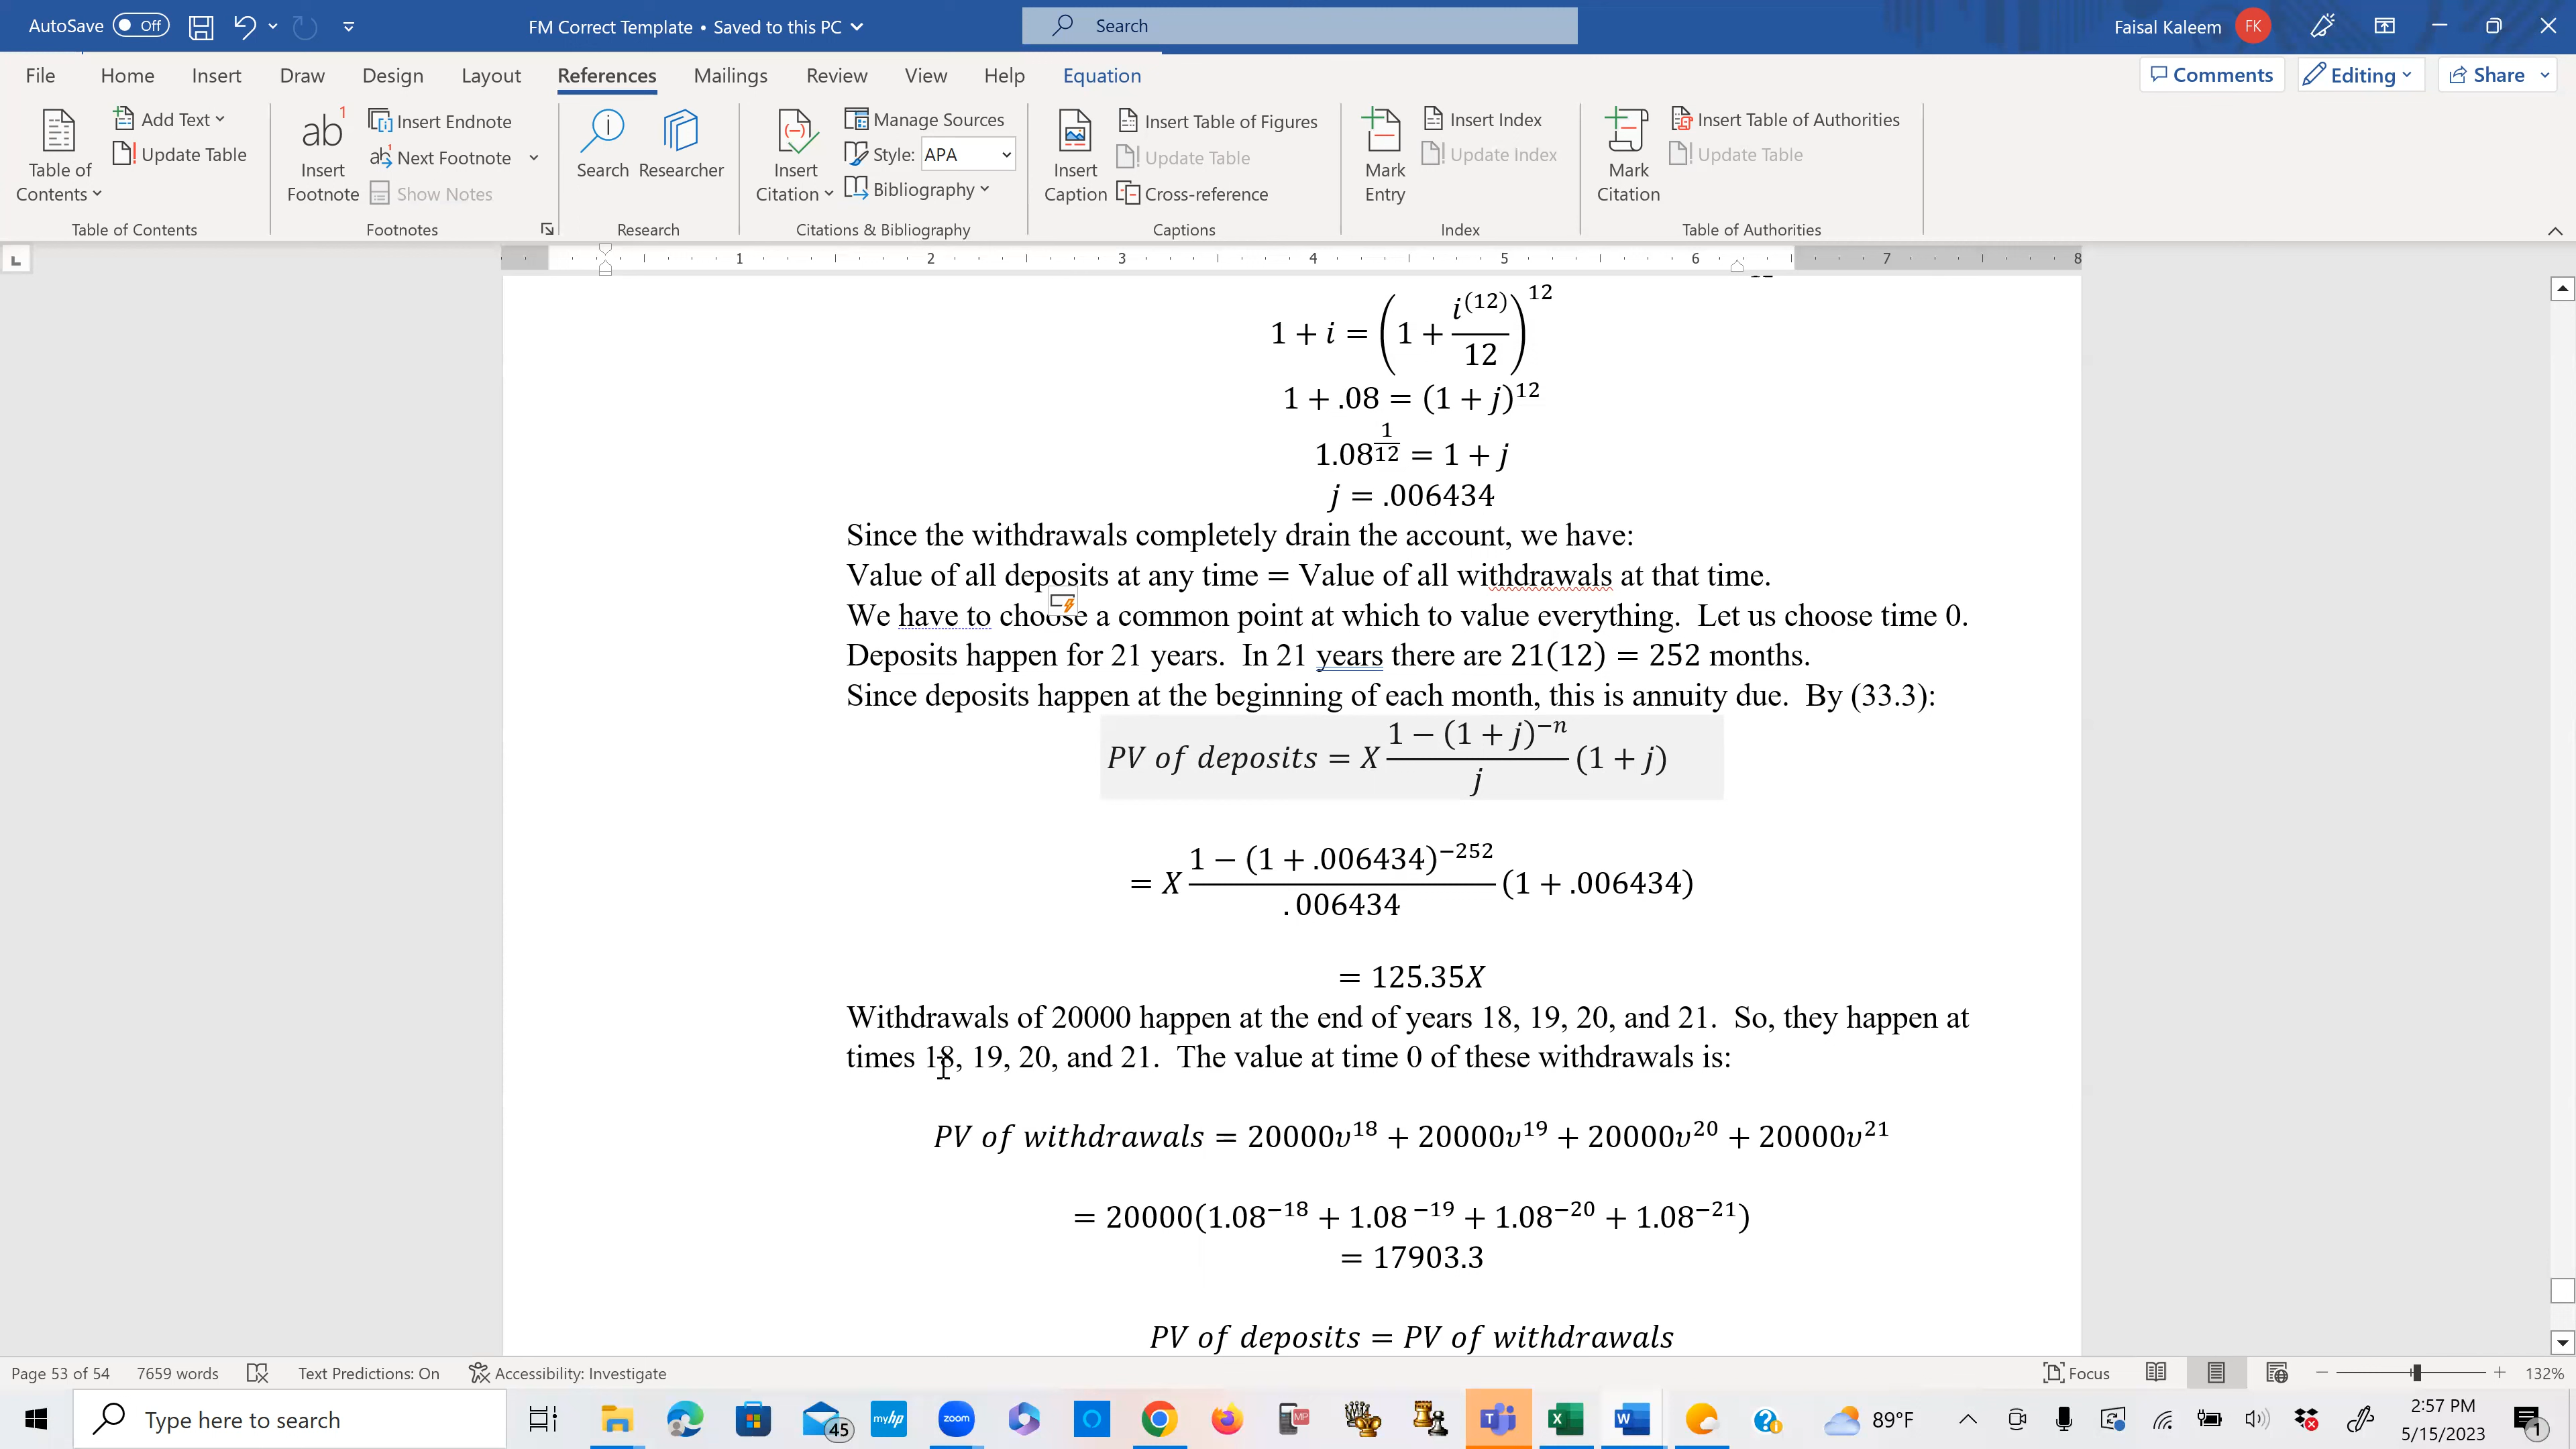 AutoSave Off FM Correct Template • Saved to this PC Search Faisal Kaleem FK
File Home Insert Draw Design Layout References Mailings Review View Help Equation Comments Editing Share
Table of Contents
Add Text
Update Table
Table of Contents
ab1
Insert Footnote
Insert Endnote
Next Footnote
Show Notes
Footnotes
Search
Researcher
Research
Insert Citation
Manage Sources
Style: APA
Bibliography
Citations & Bibliography
Insert Caption
Insert Table of Figures
Update Table
Cross-reference
Captions
Mark Entry
Insert Index
Update Index
Index
Mark Citation
Insert Table of Authorities
Update Table
Table of Authorities
L
1 2 3 4 5 6 7 8
1 + i = (1 + i^(12)/12)^12
1 + .08 = (1 + j)^12
1.08^(1/12) = 1 + j
j = .006434
Since the withdrawals completely drain the account, we have:
Value of all deposits at any time = Value of all withdrawals at that time.
We have to choose a common point at which to value everything. Let us choose time 0.
Deposits happen for 21 years. In 21 years there are 21(12) = 252 months.
Since deposits happen at the beginning of each month, this is annuity due. By (33.3):
PV of deposits = X (1 − (1 + j)^−n)/j (1 + j)
= X (1 − (1 + .006434)^−252)/.006434 (1 + .006434)
= 125.35X
Withdrawals of 20000 happen at the end of years 18, 19, 20, and 21. So, they happen at
times 18, 19, 20, and 21. The value at time 0 of these withdrawals is:
PV of withdrawals = 20000v^18 + 20000v^19 + 20000v^20 + 20000v^21
= 20000(1.08^−18 + 1.08^−19 + 1.08^−20 + 1.08^−21)
= 17903.3
PV of deposits = PV of withdrawals
Page 53 of 54 7659 words Text Predictions: On Accessibility: Investigate Focus 132%
Type here to search 45 myhp zoom MP 89°F 2:57 PM
5/15/2023 1